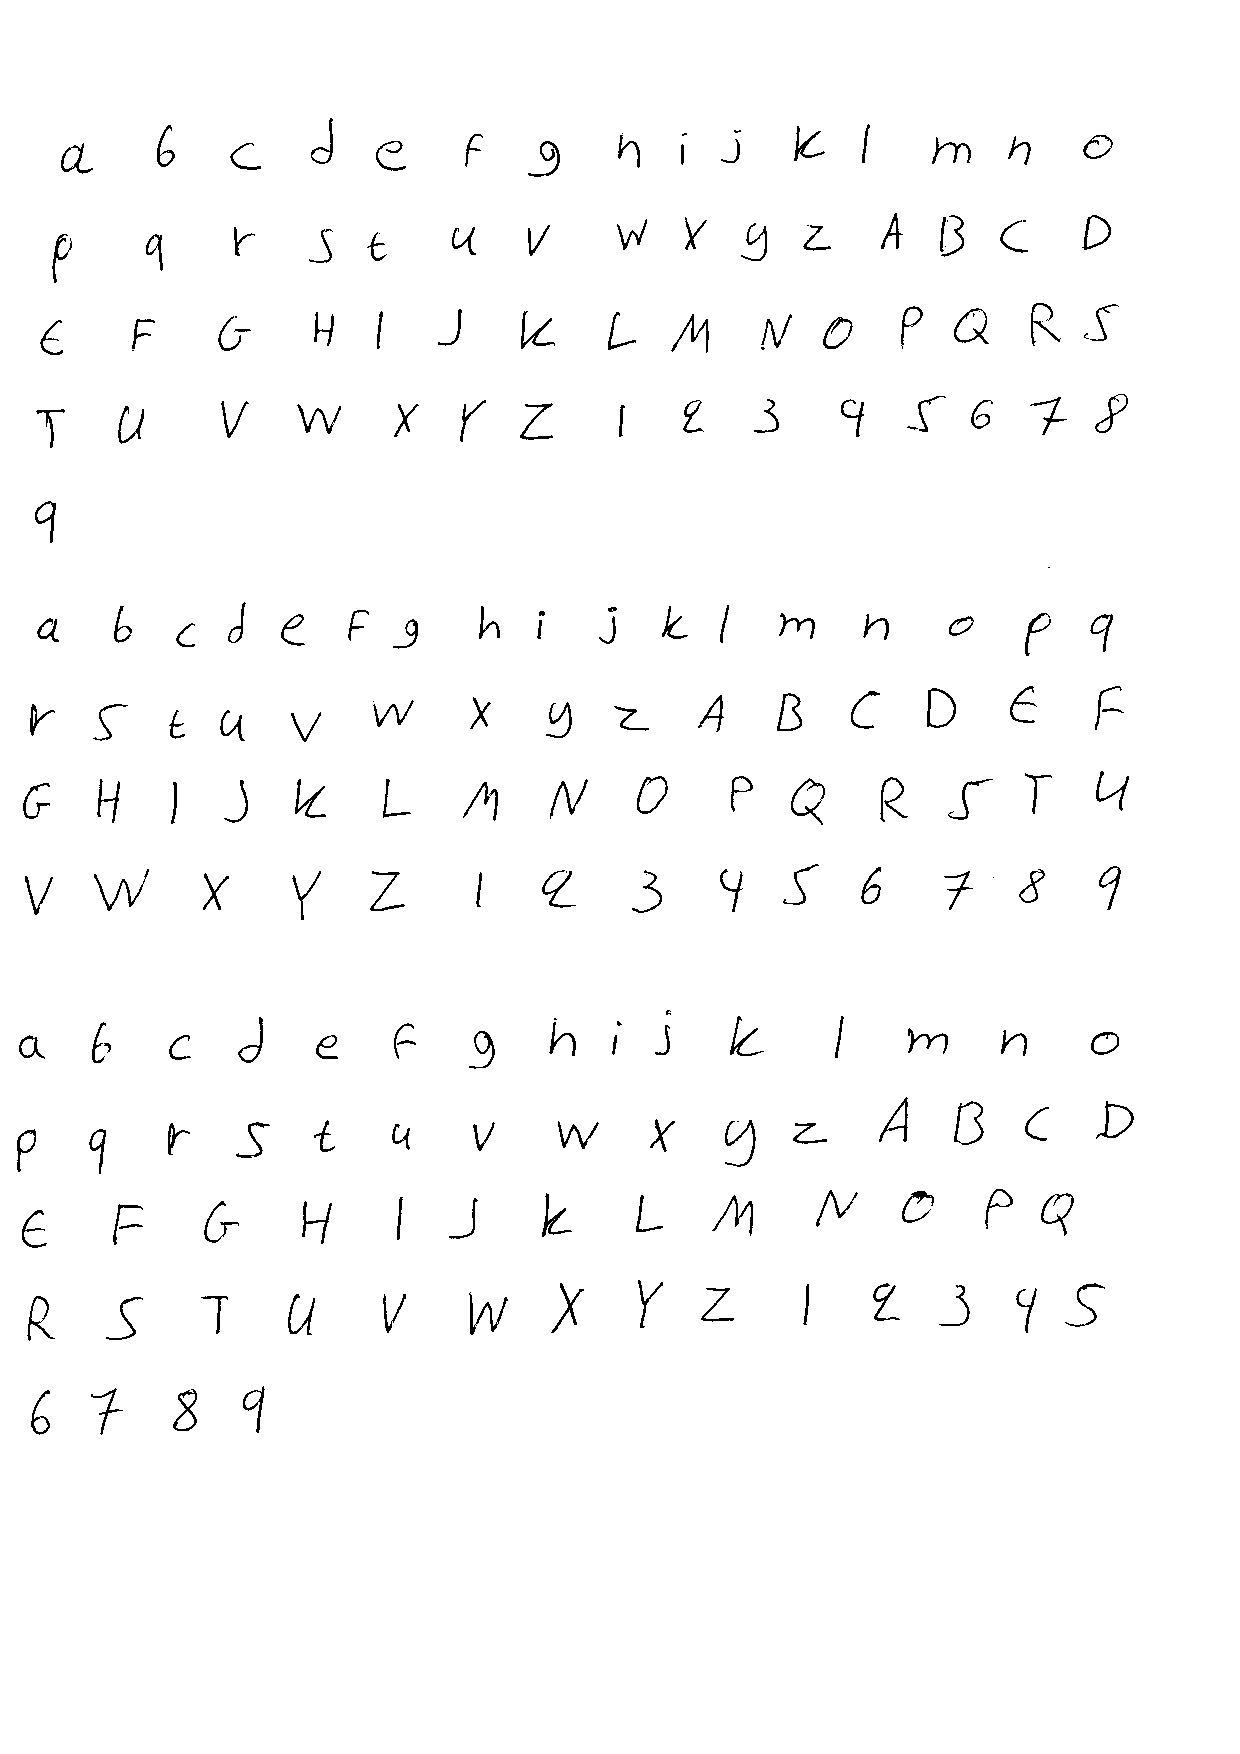 a b c d e f g h i j k l m n o
p q r s t u v w x y z A B C D
E F G H I J K L M N O P Q R S
T U V W X Y Z 1 2 3 4 5 6 7 8
9
a b c d e f g h i j k l m n o p q
r s t u v w x y z A B C D E F
G H I J K L M N O P Q R S T U
V W X Y Z 1 2 3 4 5 6 7 8 9
a b c d e f g h i j k l m n o
p q r s t u v w x y z A B C D
E F G H I J K L M N O P Q
R S T U V W X Y Z 1 2 3 4 5
6 7 8 9